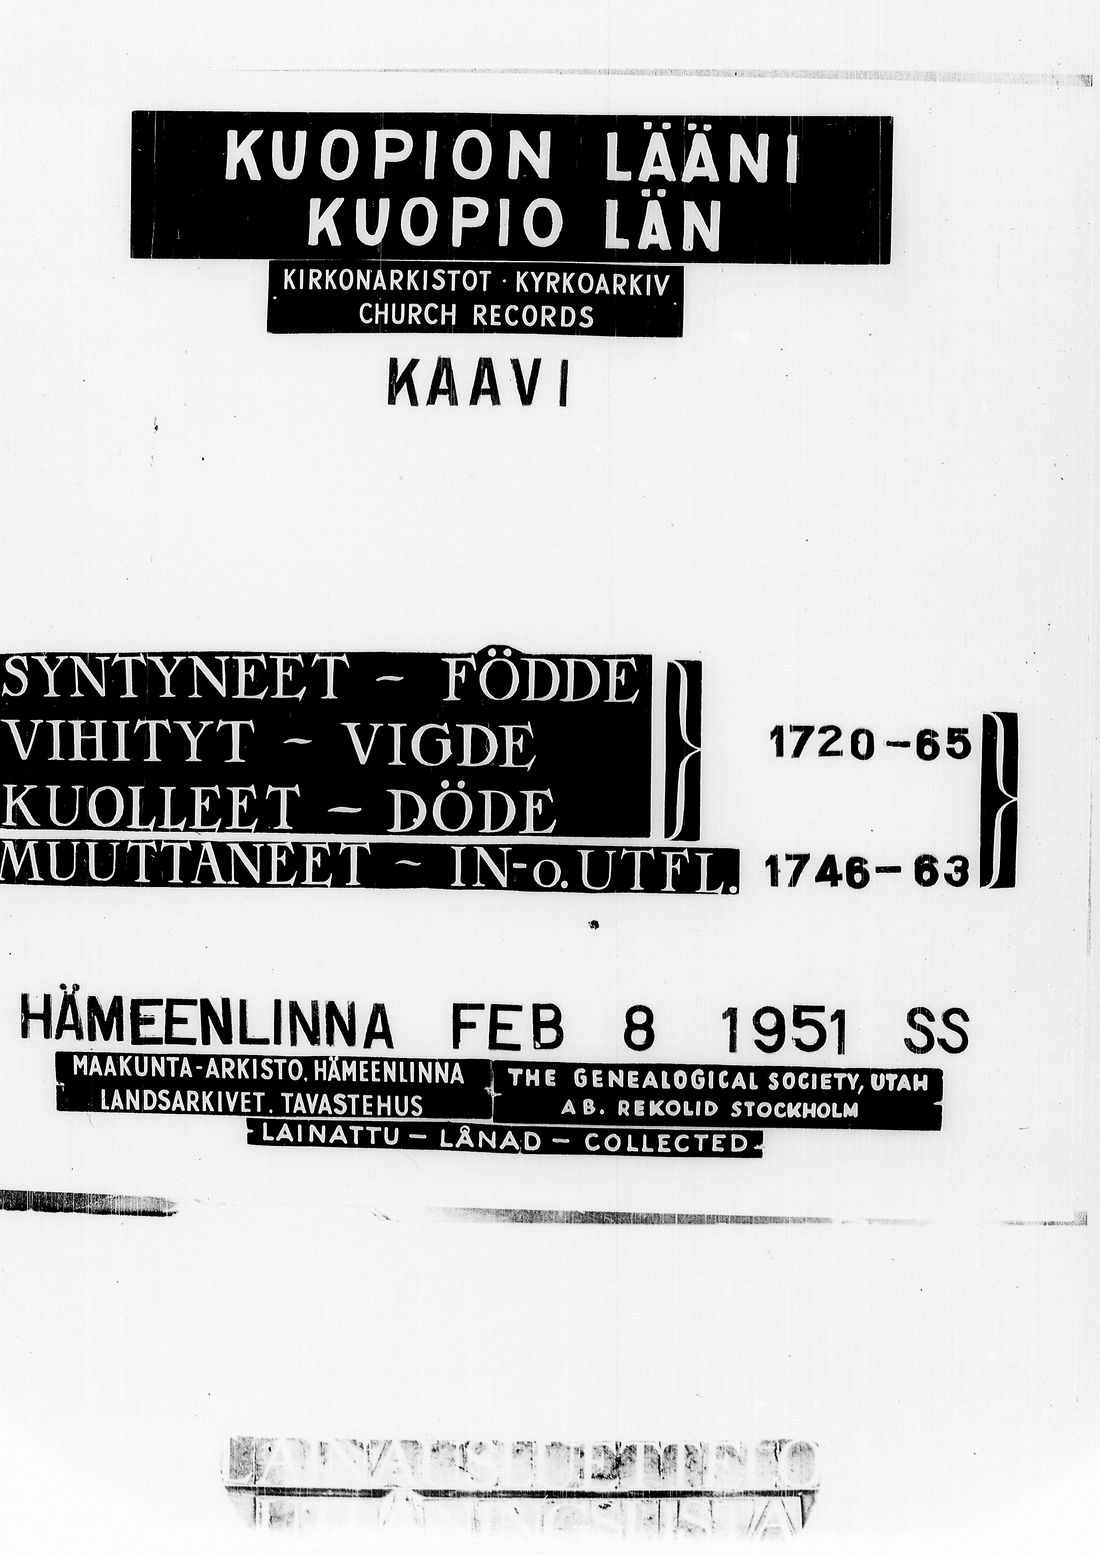 KUOPION LÄÄNI
KUOPIO LÄN
KIRKONARKISTOT · KYRKOARKIV
CHURCH RECORDS
KAAVI
SYNTYNEET – FÖDDE
VIHITYT – VIGDE
KUOLLEET – DÖDE
1720–65
MUUTTANEET – IN- o. UTFL.
1746–63
HÄMEENLINNA FEB 8 1951 SS
MAAKUNTA-ARKISTO. HÄMEENLINNA
LANDSARKIVET. TAVASTEHUS
THE GENEALOGICAL SOCIETY, UTAH
AB. REKOLID STOCKHOLM
LAINATTU – LÅNAD – COLLECTED